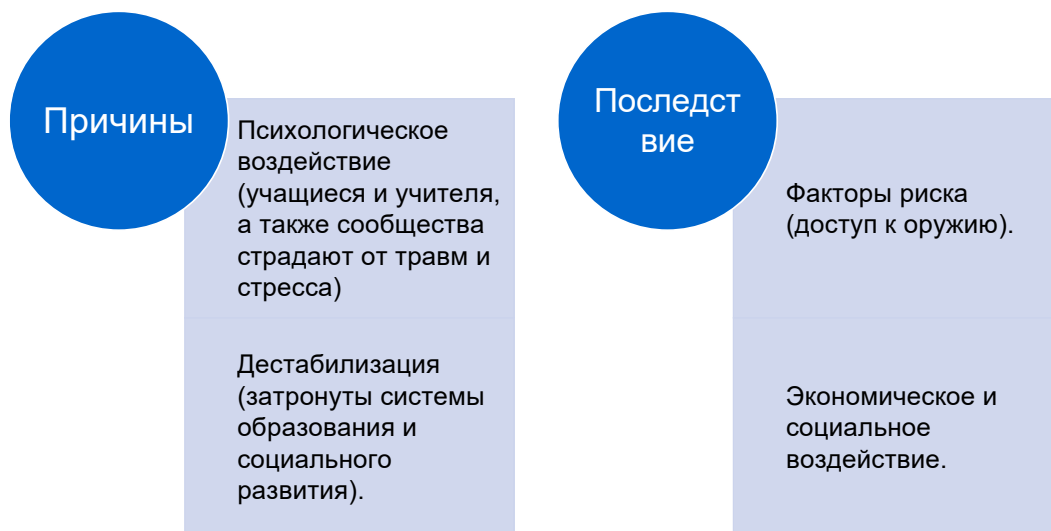 Причины
Психологическое
воздействие
(учащиеся и учителя,
а также сообщества
страдают от травм и
стресса)
Дестабилизация
(затронуты системы
образования и
социального
развития).
Последст
вие
Факторы риска
(доступ к оружию).
Экономическое и
социальное
воздействие.